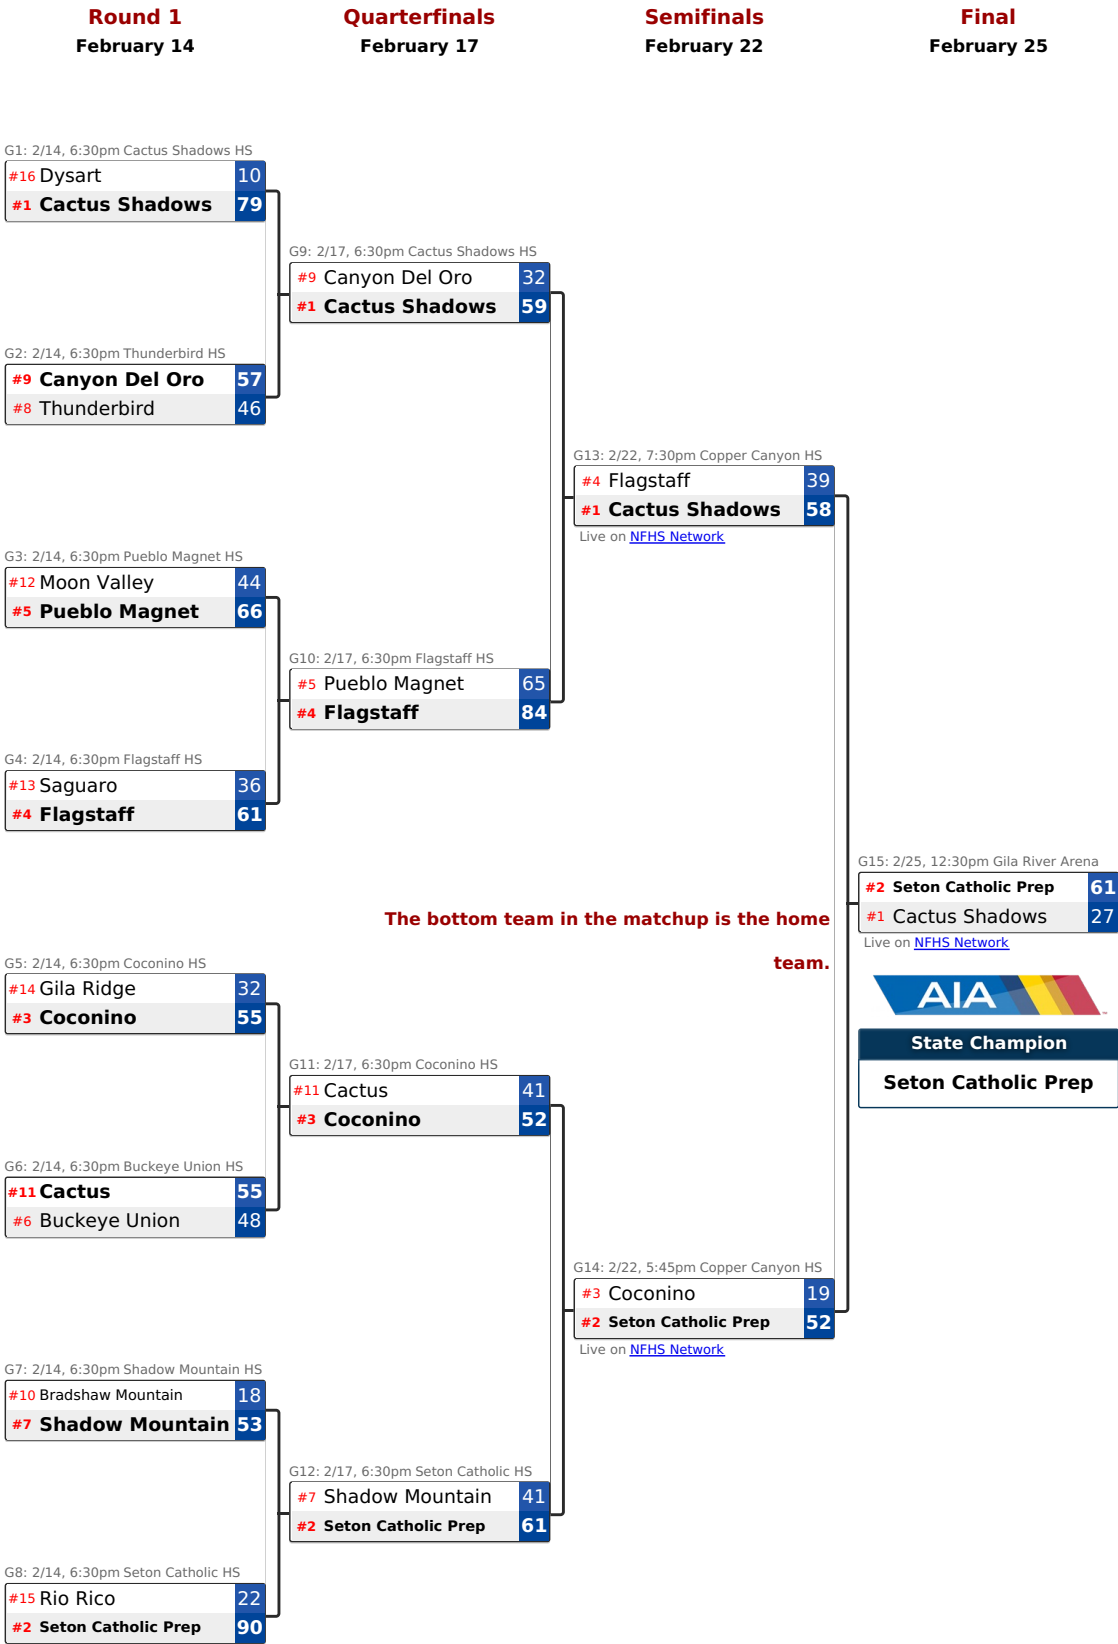 Round 1
February 14
Quarterfinals
February 17
Semifinals
February 22
Final
February 25
G1: 2/14, 6:30pm Cactus Shadows HS
#16 Dysart 10
#1 Cactus Shadows 79
G2: 2/14, 6:30pm Thunderbird HS
#9 Canyon Del Oro 57
#8 Thunderbird 46
G3: 2/14, 6:30pm Pueblo Magnet HS
#12 Moon Valley 44
#5 Pueblo Magnet 66
G4: 2/14, 6:30pm Flagstaff HS
#13 Saguaro 36
#4 Flagstaff 61
G5: 2/14, 6:30pm Coconino HS
#14 Gila Ridge 32
#3 Coconino 55
G6: 2/14, 6:30pm Buckeye Union HS
#11 Cactus 55
#6 Buckeye Union 48
G7: 2/14, 6:30pm Shadow Mountain HS
#10 Bradshaw Mountain 18
#7 Shadow Mountain 53
G8: 2/14, 6:30pm Seton Catholic HS
#15 Rio Rico 22
#2 Seton Catholic Prep 90
G9: 2/17, 6:30pm Cactus Shadows HS
#9 Canyon Del Oro 32
#1 Cactus Shadows 59
G10: 2/17, 6:30pm Flagstaff HS
#5 Pueblo Magnet 65
#4 Flagstaff 84
G11: 2/17, 6:30pm Coconino HS
#11 Cactus 41
#3 Coconino 52
G12: 2/17, 6:30pm Seton Catholic HS
#7 Shadow Mountain 41
#2 Seton Catholic Prep 61
G13: 2/22, 7:30pm Copper Canyon HS
#4 Flagstaff 39
#1 Cactus Shadows 58
Live on NFHS Network
The bottom team in the matchup is the home
team.
G14: 2/22, 5:45pm Copper Canyon HS
#3 Coconino 19
#2 Seton Catholic Prep 52
Live on NFHS Network
G15: 2/25, 12:30pm Gila River Arena
#2 Seton Catholic Prep 61
#1 Cactus Shadows 27
Live on NFHS Network
AIA
State Champion
Seton Catholic Prep